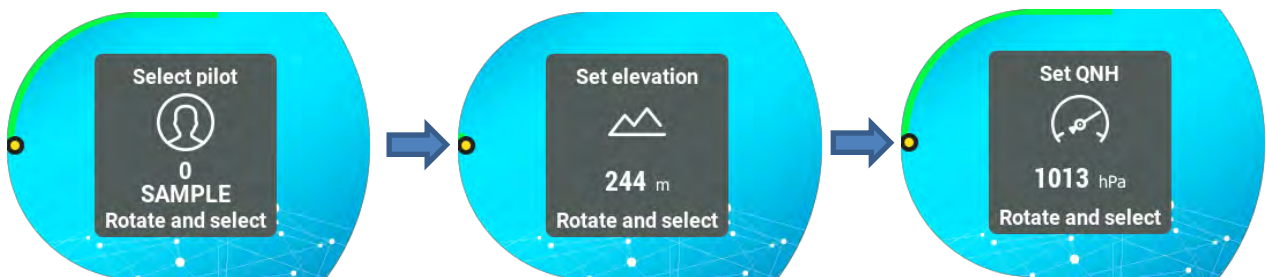 Select pilot
0
SAMPLE
Rotate and select
Set elevation
244 m
Rotate and select
Set QNH
1013 hPa
Rotate and select